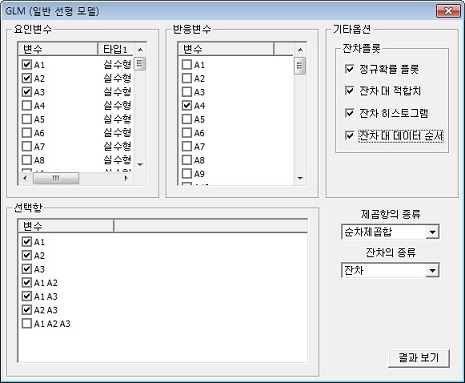 GLM (일반 선형 모델)
요인변수
변수 타입1
A1 실수형
A2 실수형
A3 실수형
A4 실수형
A5 실수형
A6 실수형
A7 실수형
A8 실수형
반응변수
변수
A1
A2
A3
A4
A5
A6
A7
A8
A9
기타옵션
잔차플롯
정규확률 플롯
잔차 대 적합치
잔차 히스토그램
잔차 대 데이터 순서
선택항
변수
A1
A2
A3
A1 A2
A1 A3
A2 A3
A1 A2 A3
제곱합의 종류
순차제곱합
잔차의 종류
잔차
결과 보기